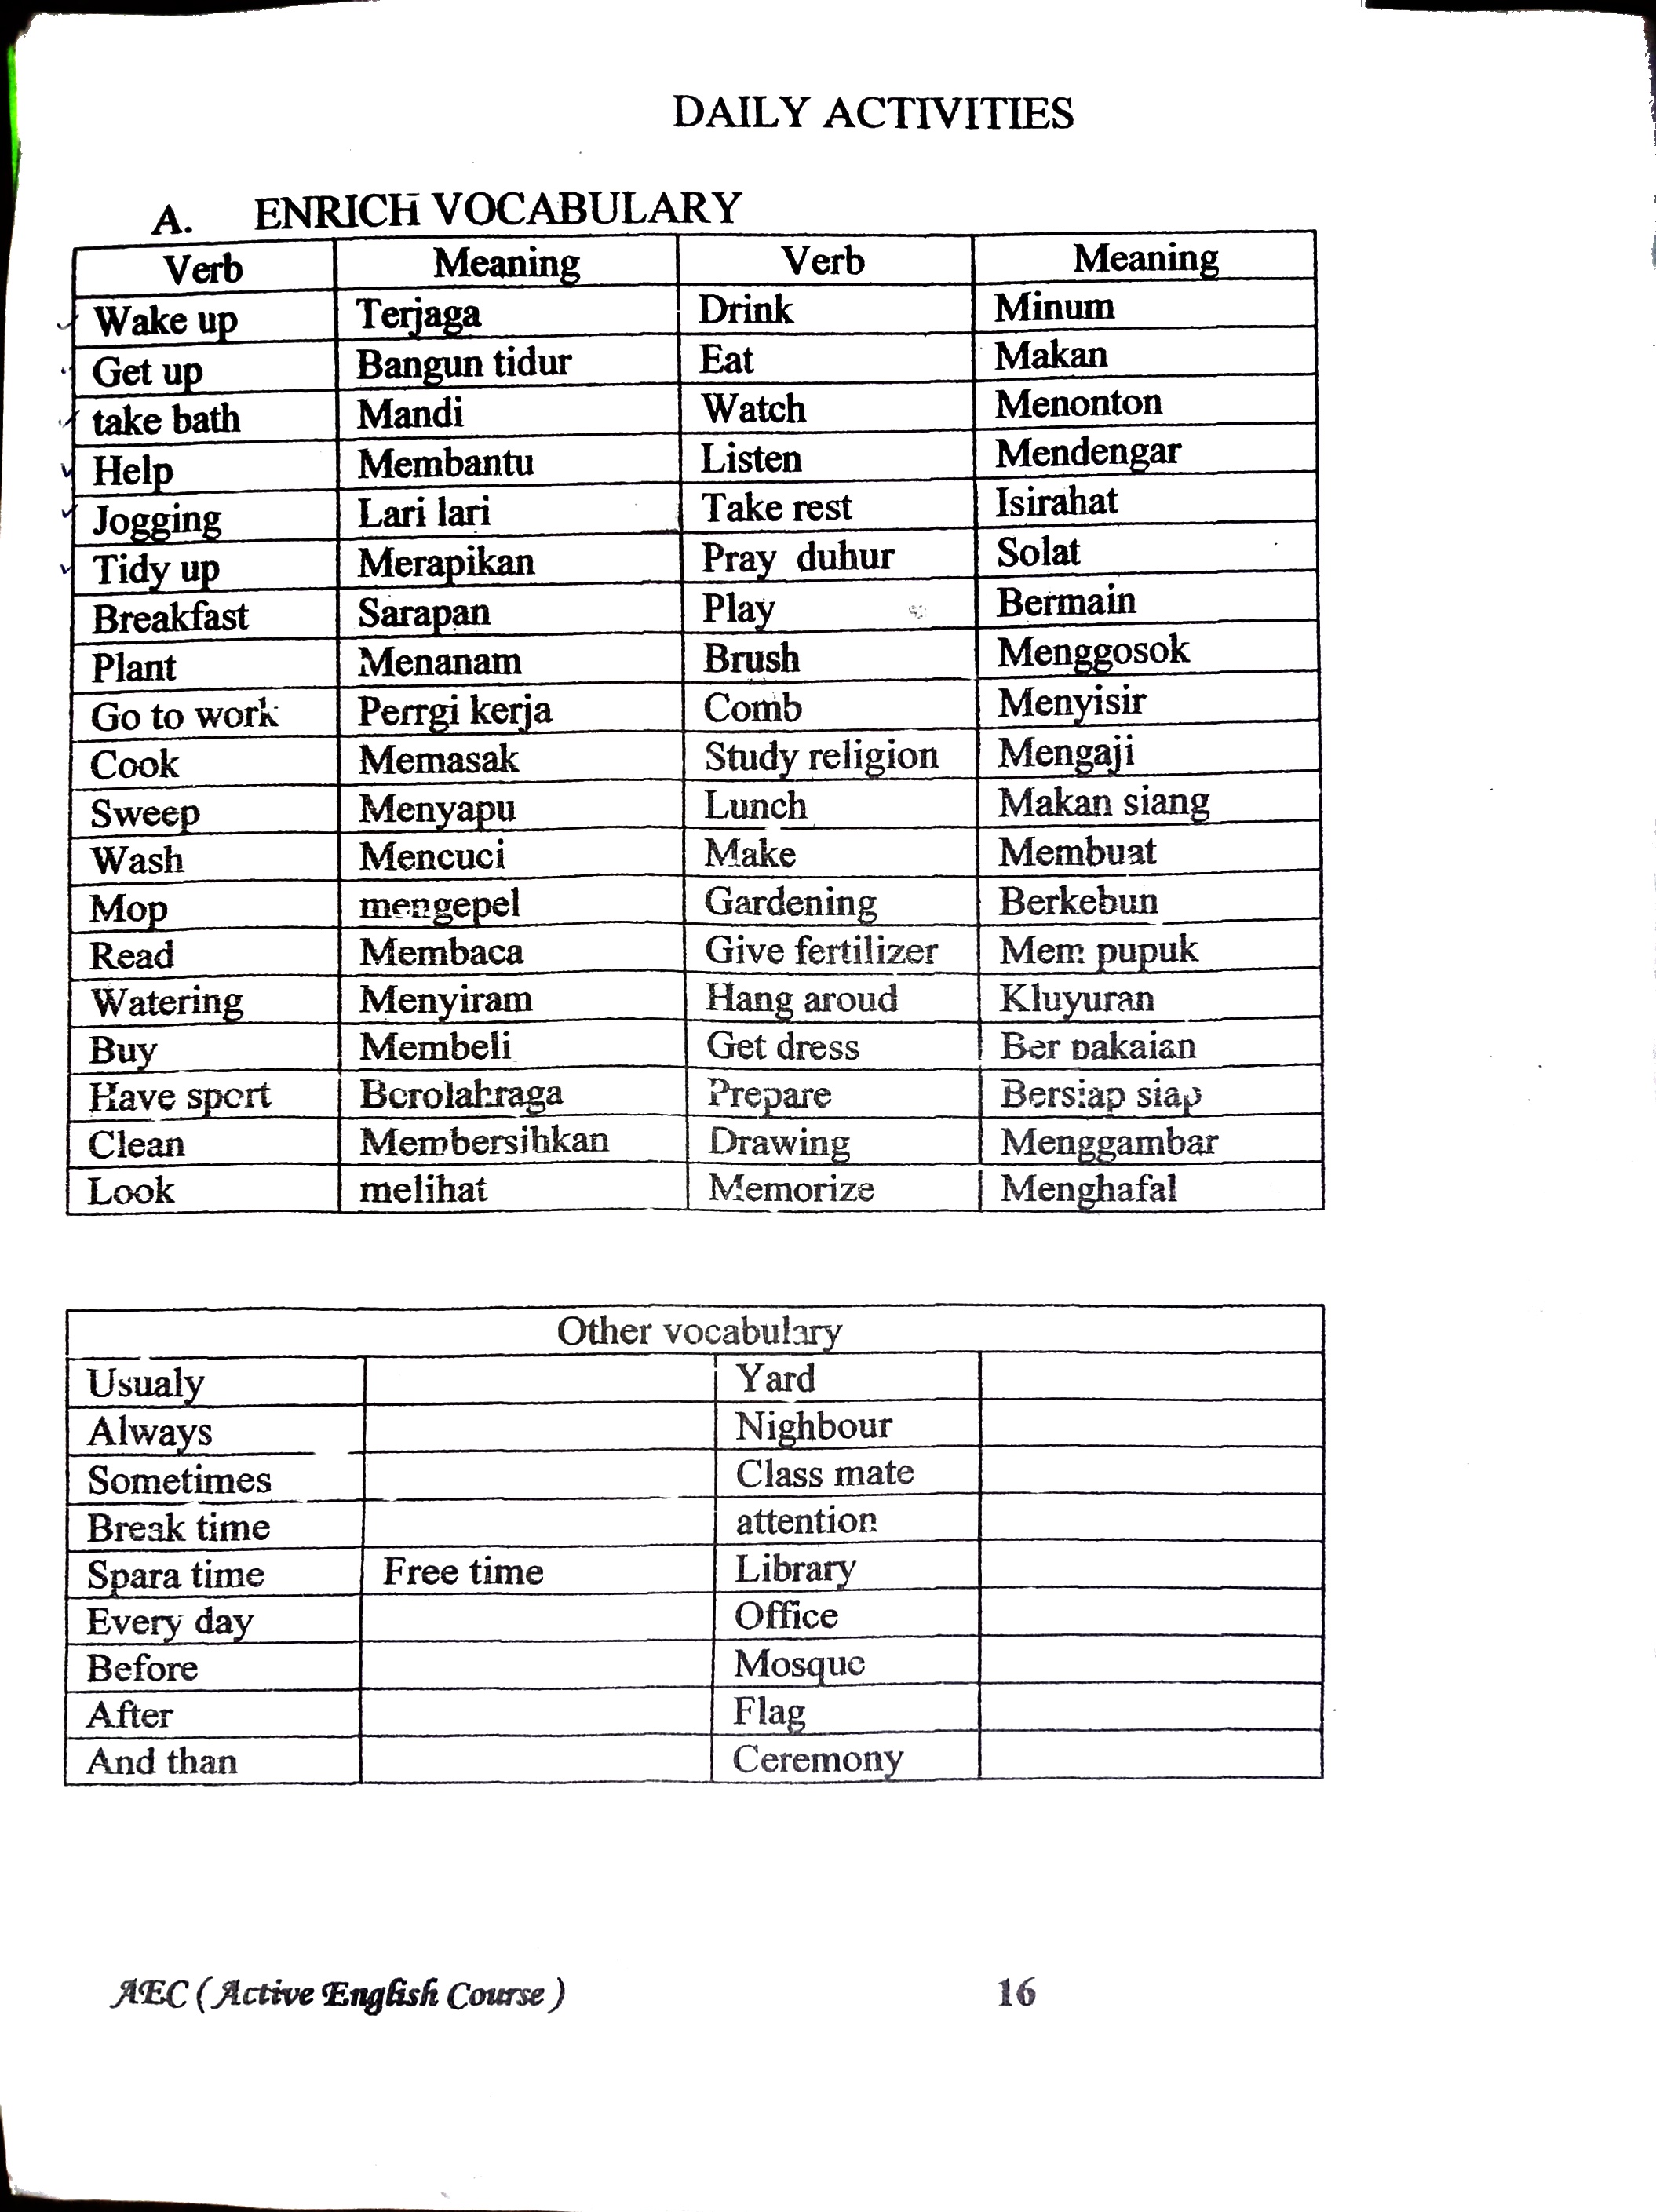 DAILY ACTIVITIES
A. ENRICH VOCABULARY
Verb Meaning Verb Meaning
Wake up Terjaga Drink Minum
Get up Bangun tidur Eat Makan
take bath Mandi Watch Menonton
Help Membantu Listen Mendengar
Jogging Lari lari Take rest Isirahat
Tidy up Merapikan Pray duhur Solat
Breakfast Sarapan Play Bermain
Plant Menanam Brush Menggosok
Go to work Perrgi kerja Comb Menyisir
Cook Memasak Study religion Mengaji
Sweep Menyapu Lunch Makan siang
Wash Mencuci Make Membuat
Mop mengepel Gardening Berkebun
Read Membaca Give fertilizer Mem pupuk
Watering Menyiram Hang aroud Kluyuran
Buy Membeli Get dress Ber pakaian
Have sport Berolahraga Prepare Bersiap siap
Clean Membersihkan Drawing Menggambar
Look melihat Memorize Menghafal
Other vocabulary
Usualy Yard
Always Nighbour
Sometimes Class mate
Break time attention
Spara time Free time Library
Every day Office
Before Mosque
After Flag
And than Ceremony
AEC ( Active English Course ) 16